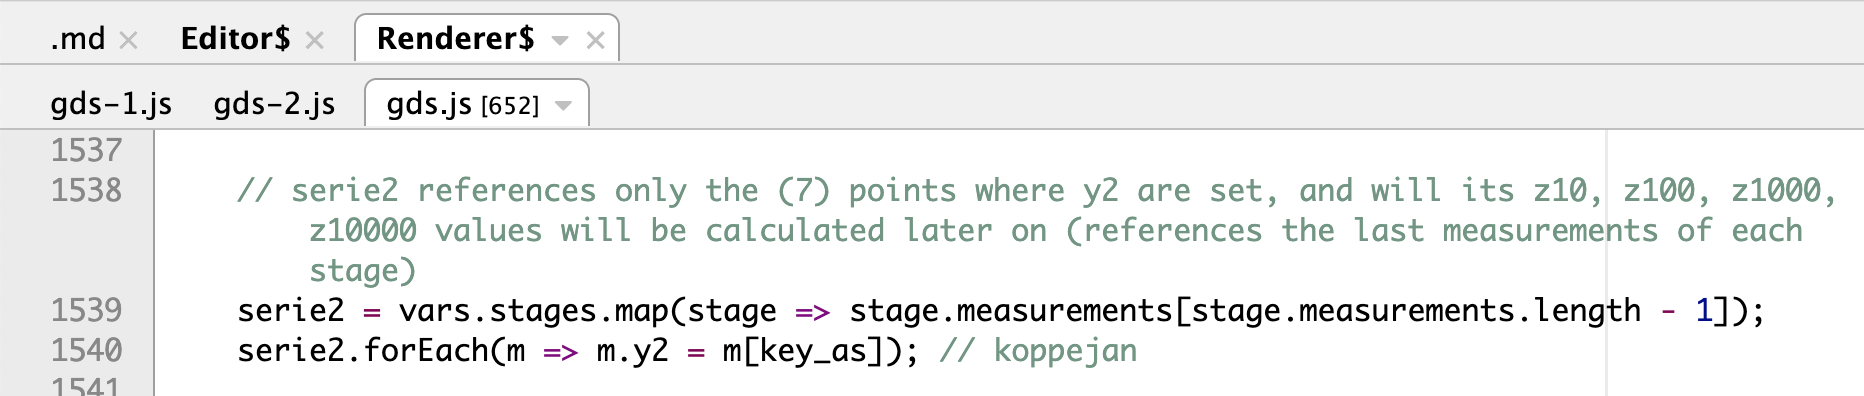 .md × Editor$ × Renderer$ ×
gds-1.js gds-2.js gds.js [652]
1537
1538 // serie2 references only the (7) points where y2 are set, and will its z10, z100, z1000,
z10000 values will be calculated later on (references the last measurements of each
stage)
1539 serie2 = vars.stages.map(stage => stage.measurements[stage.measurements.length - 1]);
1540 serie2.forEach(m => m.y2 = m[key_as]); // koppejan
1541